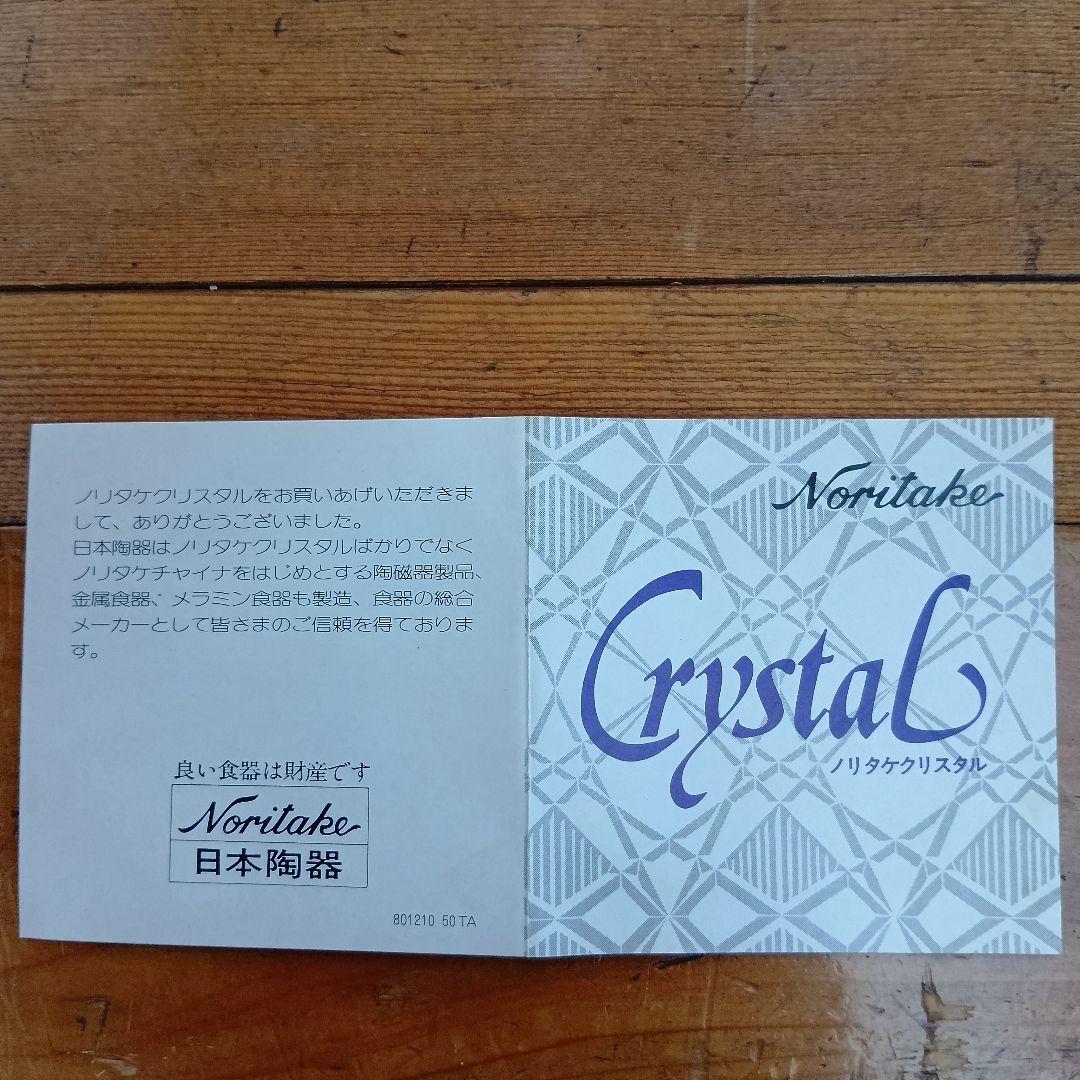 ノリタケクリスタルをお買いあげいただきま
して、ありがとうございました。
日本陶器はノリタケクリスタルばかりでなく
ノリタケチャイナをはじめとする陶磁器製品、
金属食器、メラミン食器も製造、食器の総合
メーカーとして皆さまのご信頼を得ておりま
す。
良い食器は財産です
Noritake
日本陶器
801210 50 TA
Noritake
Crystal
ノリタケクリスタル